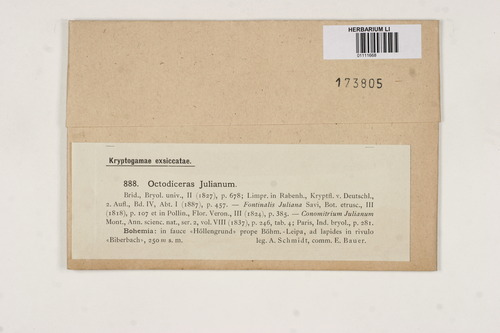 HERBARIUM LI
01111668
173805
Kryptogamae exsiccatae.
888. Octodiceras Julianum.
Brid., Bryol. univ., II (1827), p. 678; Limpr. in Rabenh., Kryptfl. v. Deutschl.,
2. Aufl., Bd. IV, Abt. I (1887), p. 457. — Fontinalis Juliana Savi, Bot. etrusc., III
(1818), p. 107 et in Pollin., Flor. Veron., III (1824), p. 385. — Conomitrium Julianum
Mont., Ann. scienc. nat., ser. 2, vol. VIII (1837), p. 246, tab. 4; Paris, Ind. bryol., p. 281.
Bohemia: in fauce «Höllengrund» prope Böhm.-Leipa, ad lapides in rivulo
«Biberbach», 250 m s. m. leg. A. Schmidt, comm. E. Bauer.